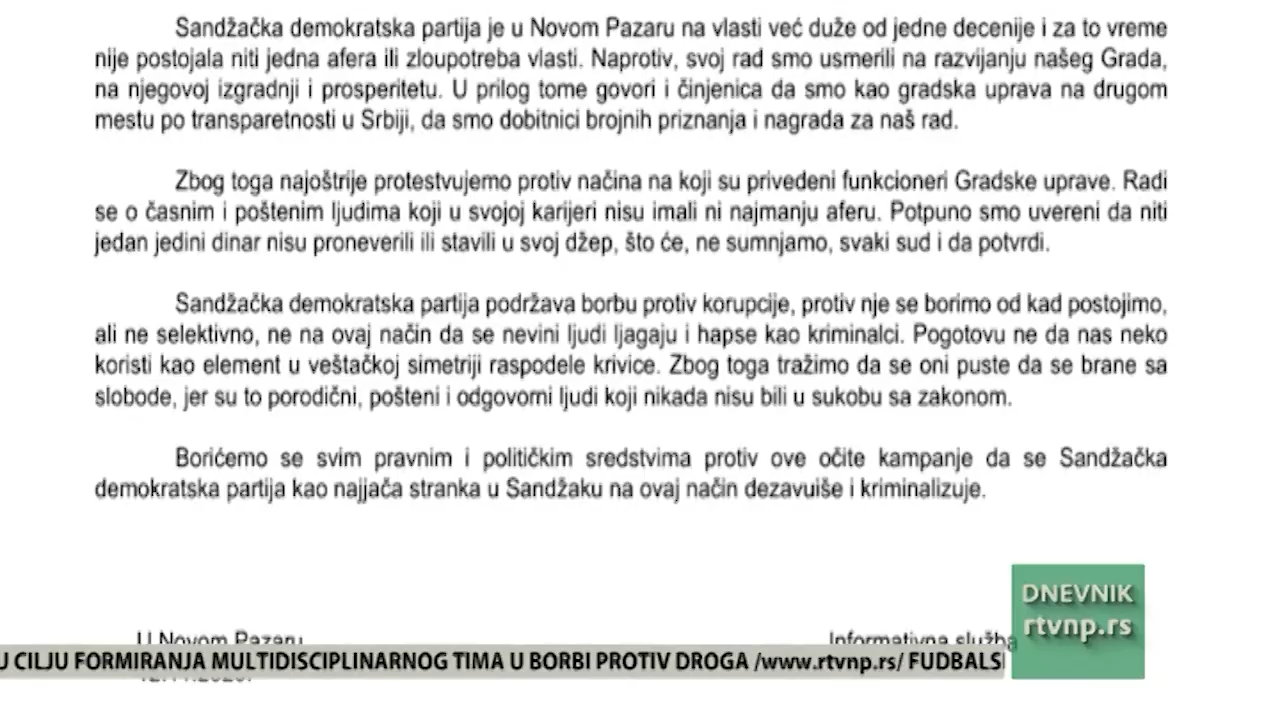 Sandžačka demokratska partija je u Novom Pazaru na vlasti već duže od jedne decenije i za to vreme
nije postojala niti jedna afera ili zloupotreba vlasti. Naprotiv, svoj rad smo usmerili na razvijanju našeg Grada,
na njegovoj izgradnji i prosperitetu. U prilog tome govori i činjenica da smo kao gradska uprava na drugom
mestu po transparetnosti u Srbiji, da smo dobitnici brojnih priznanja i nagrada za naš rad.
Zbog toga najoštrije protestvujemo protiv načina na koji su privedeni funkcioneri Gradske uprave. Radi
se o časnim i poštenim ljudima koji u svojoj karijeri nisu imali ni najmanju aferu. Potpuno smo uvereni da niti
jedan jedini dinar nisu proneverili ili stavili u svoj džep, što će, ne sumnjamo, svaki sud i da potvrdi.
Sandžačka demokratska partija podržava borbu protiv korupcije, protiv nje se borimo od kad postojimo,
ali ne selektivno, ne na ovaj način da se nevini ljudi ljagaju i hapse kao kriminalci. Pogotovu ne da nas neko
koristi kao element u veštačkoj simetriji raspodele krivice. Zbog toga tražimo da se oni puste da se brane sa
slobode, jer su to porodični, pošteni i odgovorni ljudi koji nikada nisu bili u sukobu sa zakonom.
Borićemo se svim pravnim i političkim sredstvima protiv ove očite kampanje da se Sandžačka
demokratska partija kao najjača stranka u Sandžaku na ovaj način dezavuiše i kriminalizuje.
DNEVNIK
rtvnp.rs
U Novom Pazaru Informativna služba
U CILJU FORMIRANJA MULTIDISCIPLINARNOG TIMA U BORBI PROTIV DROGA /www.rtvnp.rs/ FUDBALS